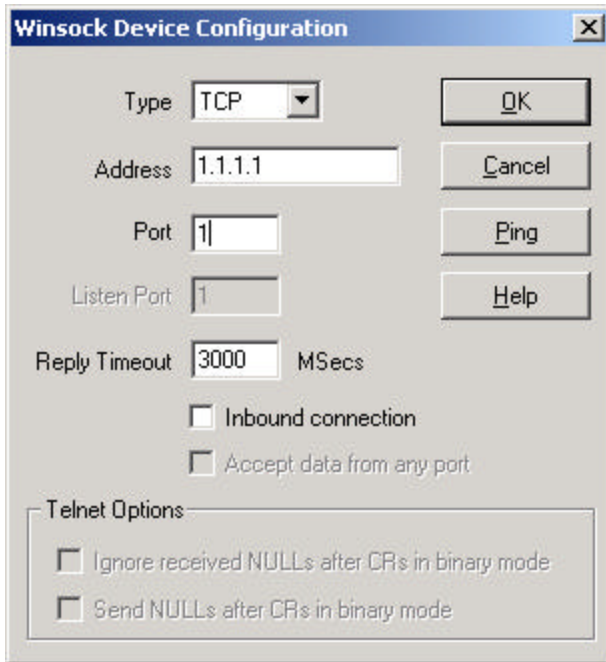 Winsock Device Configuration
Type TCP OK
Address 1.1.1.1 Cancel
Port 1 Ping
Listen Port 1 Help
Reply Timeout 3000 MSecs
Inbound connection
Accept data from any port
Telnet Options
Ignore received NULLs after CRs in binary mode
Send NULLs after CRs in binary mode